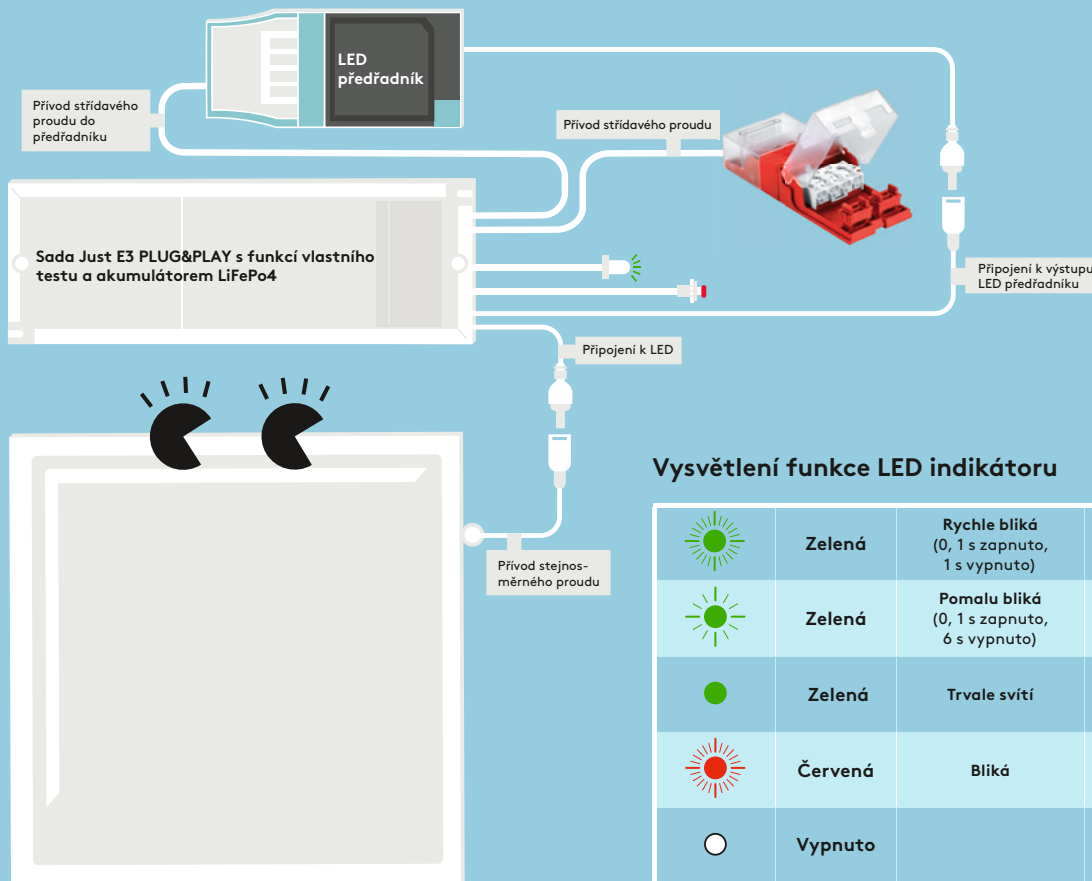 LED
předřadník
Přívod střídavého
proudu do
předřadníku
Přívod střídavého proudu
Sada Just E3 PLUG&PLAY s funkcí vlastního
testu a akumulátorem LiFePo4
Připojení k výstupu
LED předřadníku
Připojení k LED
Přívod stejnos-
měrného proudu
Vysvětlení funkce LED indikátoru
Zelená
Rychle bliká
(0, 1 s zapnuto,
1 s vypnuto)
Zelená
Pomalu bliká
(0, 1 s zapnuto,
6 s vypnuto)
Zelená
Trvale svítí
Červená
Bliká
Vypnuto